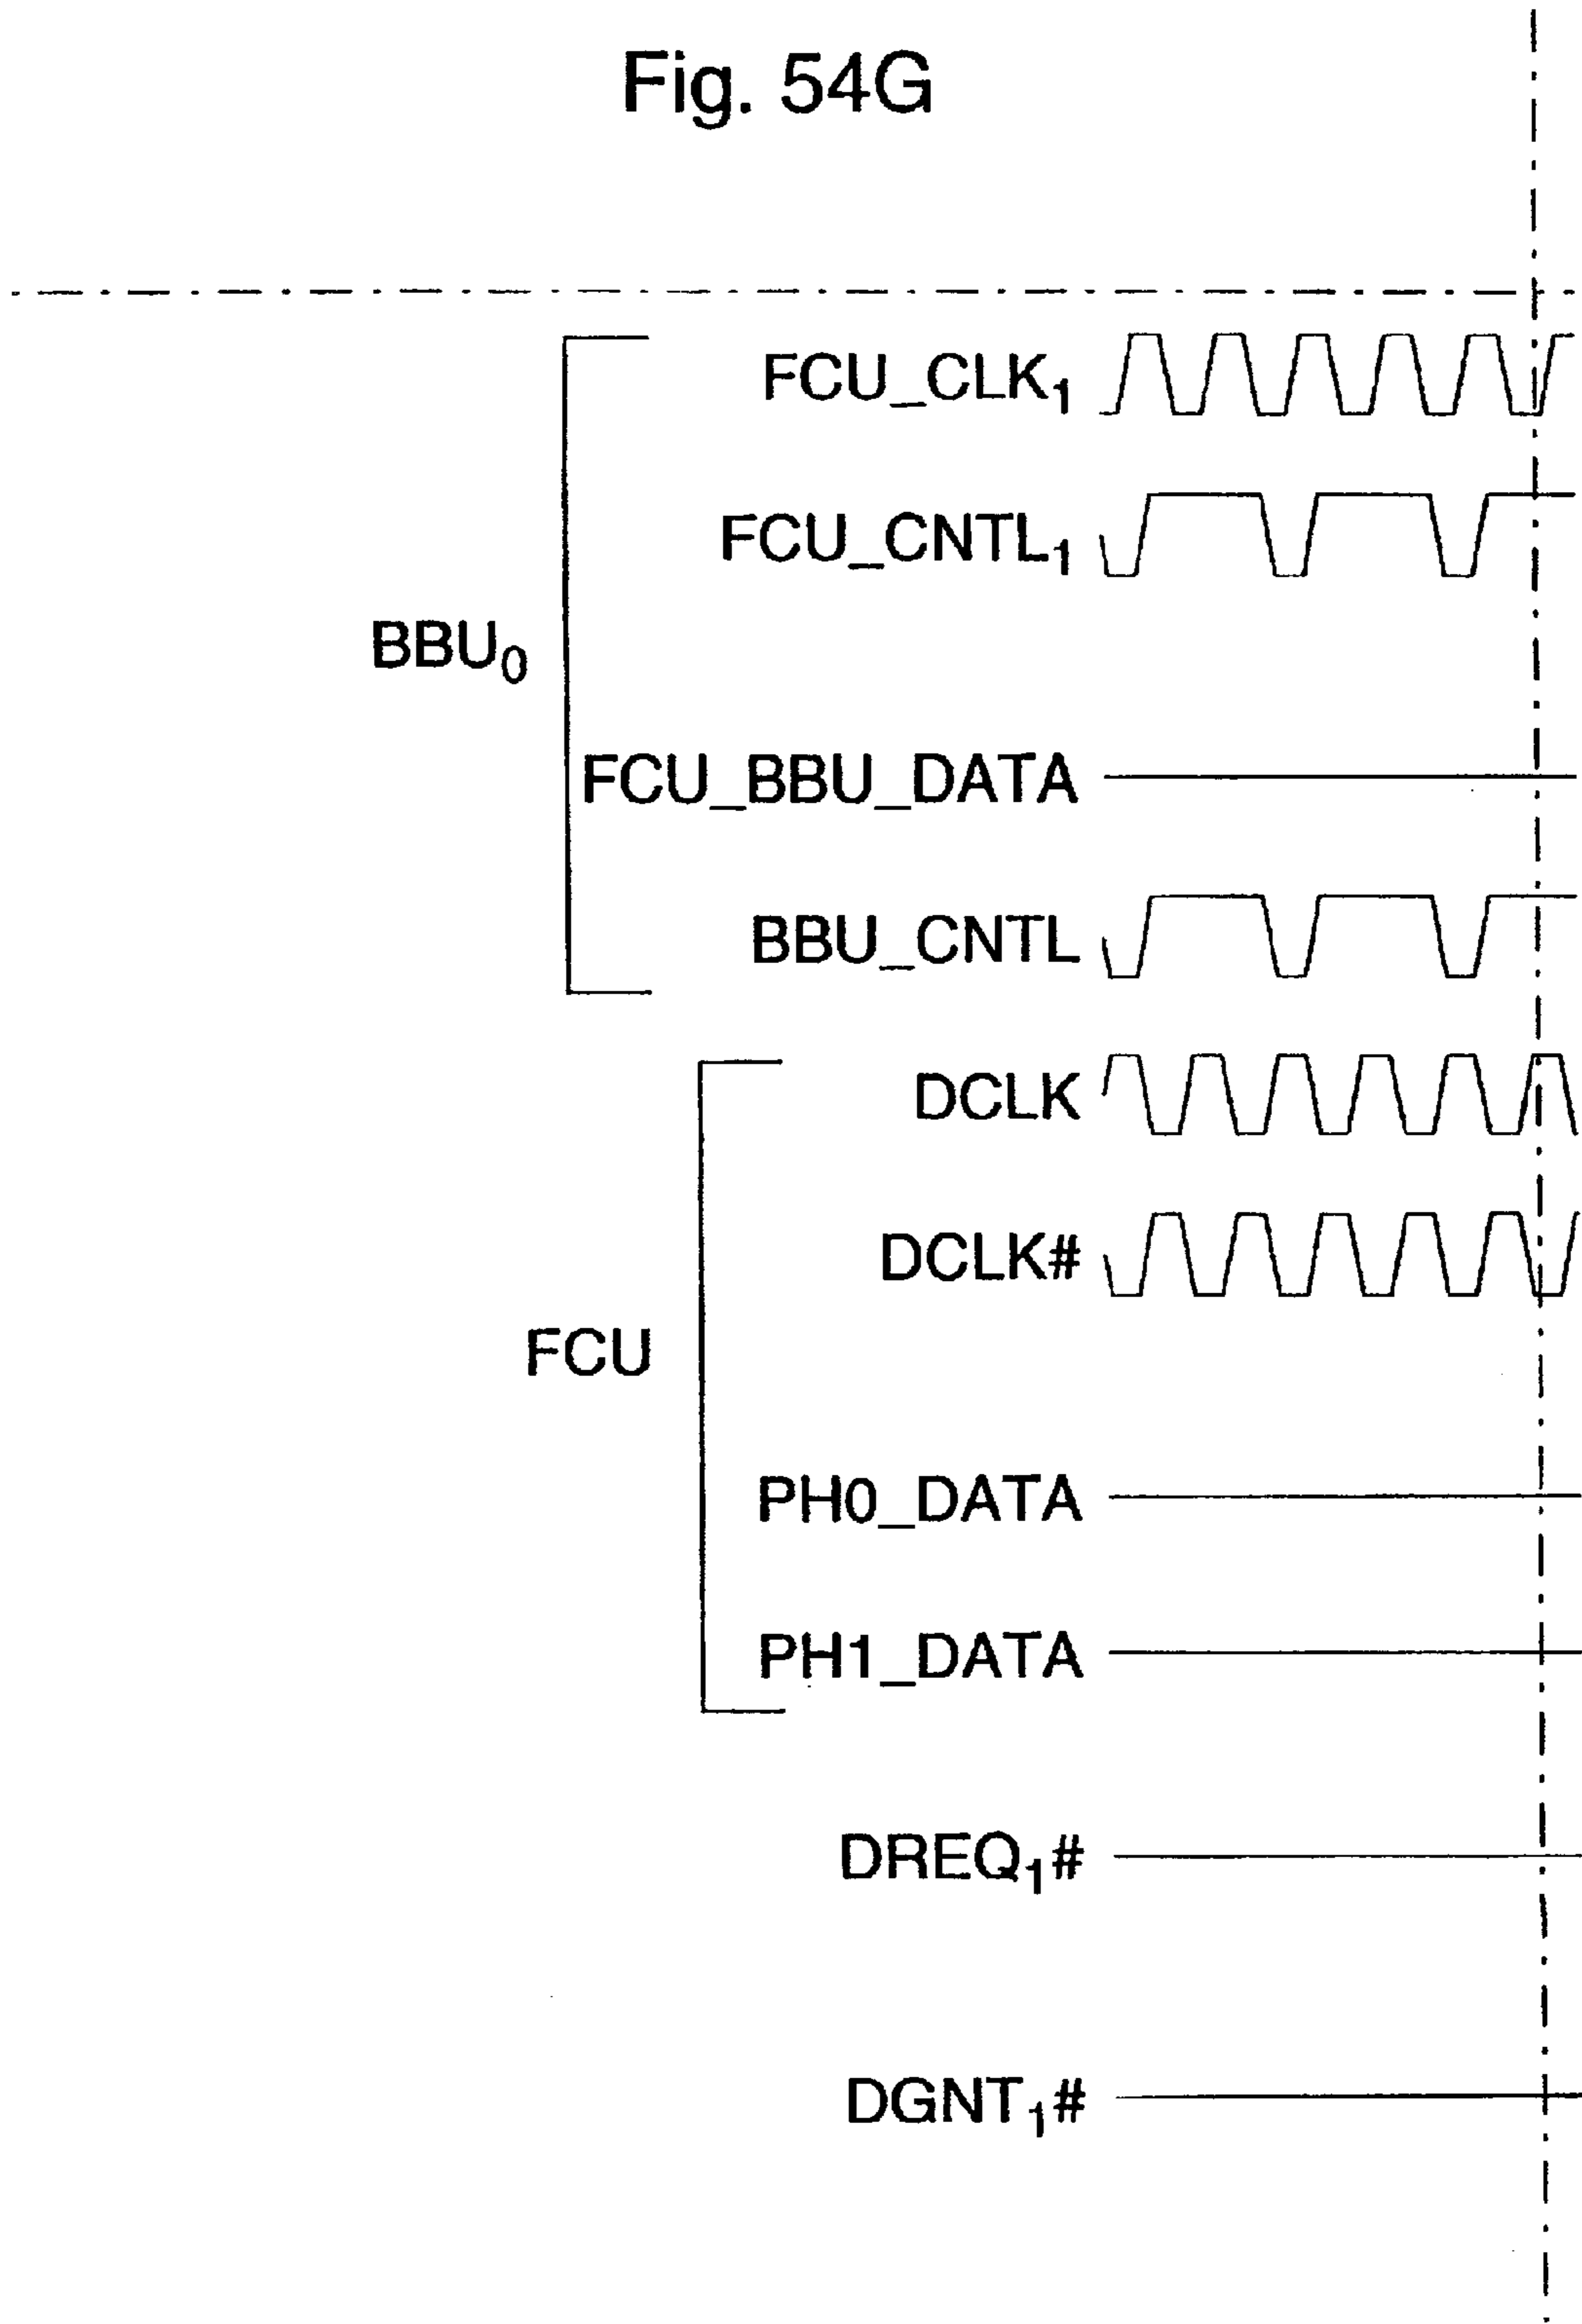 Fig. 54G
FCU_CLK₁
FCU_CNTL₁
BBU₀
FCU_BBU_DATA
BBU_CNTL
DCLK
DCLK#
FCU
PH0_DATA
PH1_DATA
DREQ₁#
DGNT₁#